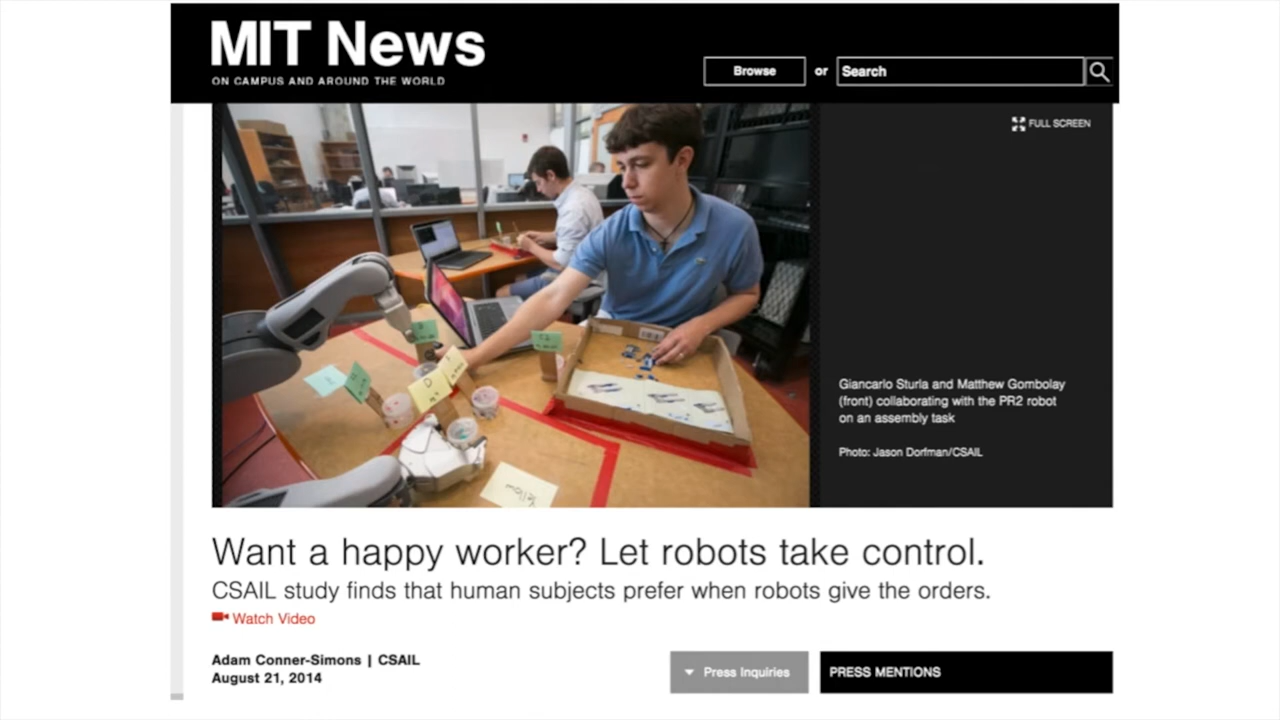 MIT News
ON CAMPUS AND AROUND THE WORLD
Browse or Search
FULL SCREEN
Giancarlo Sturla and Matthew Gombolay
(front) collaborating with the PR2 robot
on an assembly task
Photo: Jason Dorfman/CSAIL
D
Yellow
Want a happy worker? Let robots take control.
CSAIL study finds that human subjects prefer when robots give the orders.
Watch Video
Adam Conner-Simons | CSAIL
August 21, 2014
Press Inquiries
PRESS MENTIONS